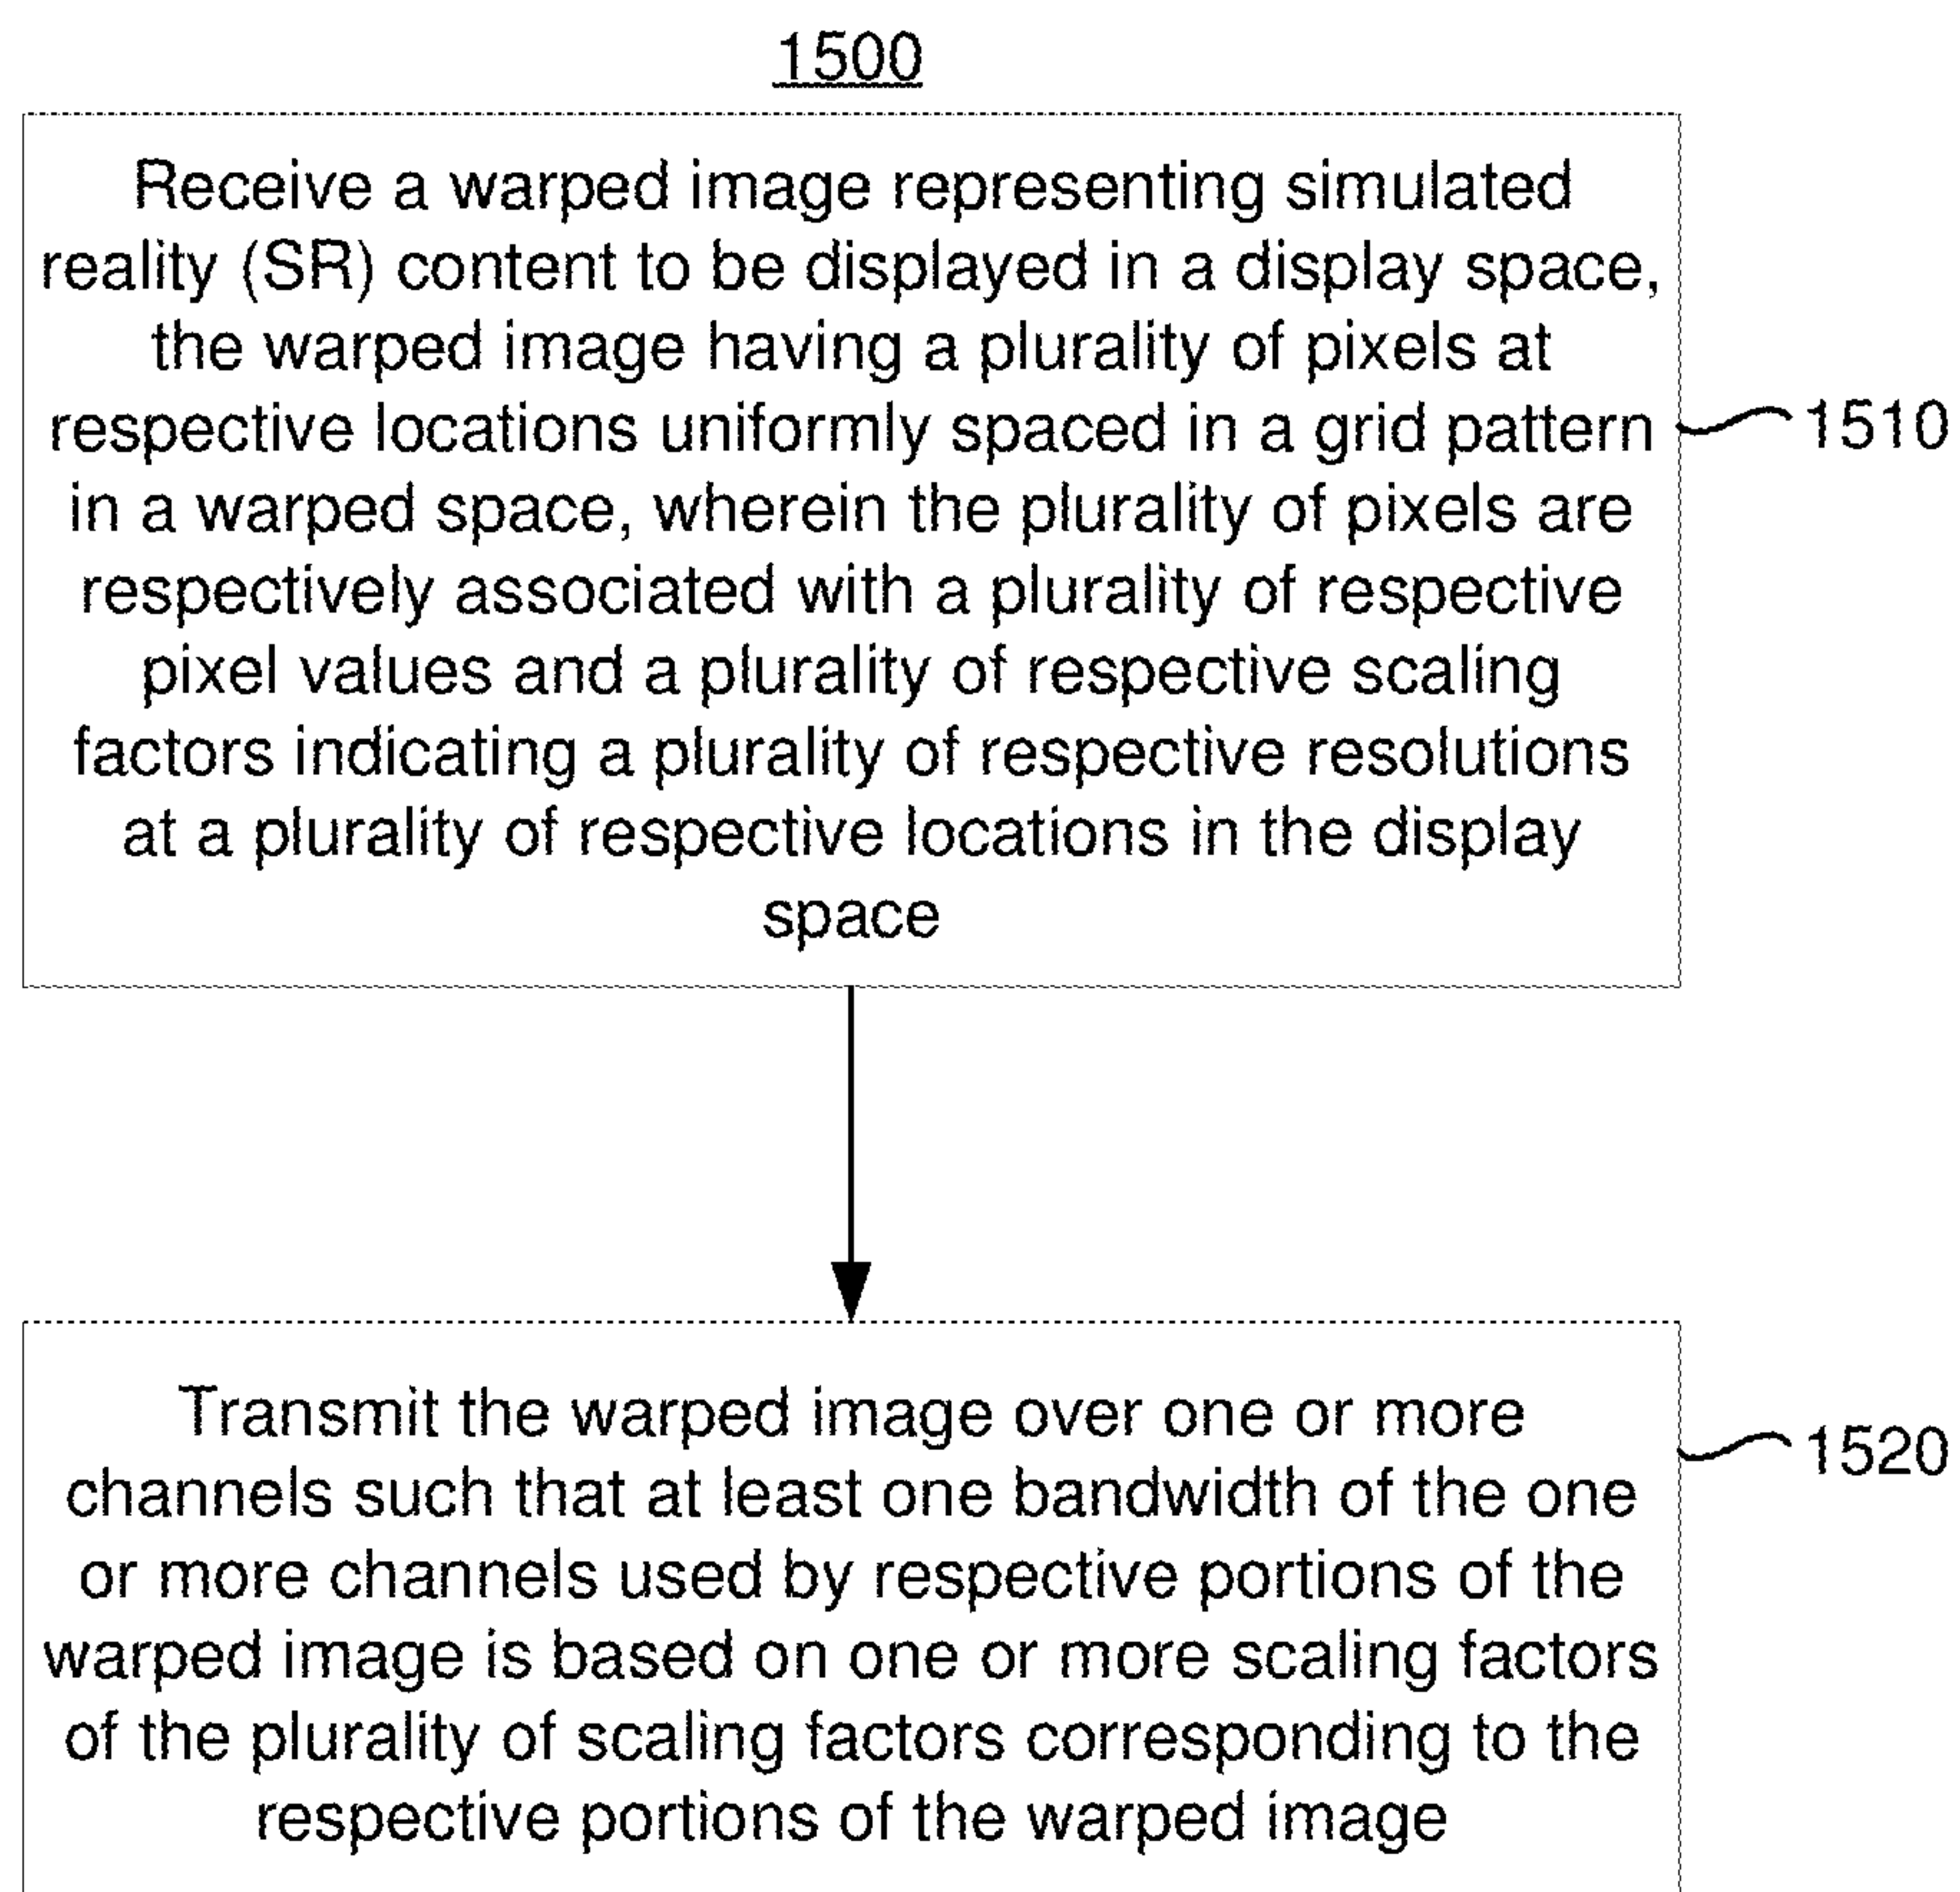 1500
Receive a warped image representing simulated
reality (SR) content to be displayed in a display space,
the warped image having a plurality of pixels at
respective locations uniformly spaced in a grid pattern
in a warped space, wherein the plurality of pixels are
respectively associated with a plurality of respective
pixel values and a plurality of respective scaling
factors indicating a plurality of respective resolutions
at a plurality of respective locations in the display
space
1510
Transmit the warped image over one or more
channels such that at least one bandwidth of the one
or more channels used by respective portions of the
warped image is based on one or more scaling factors
of the plurality of scaling factors corresponding to the
respective portions of the warped image
1520